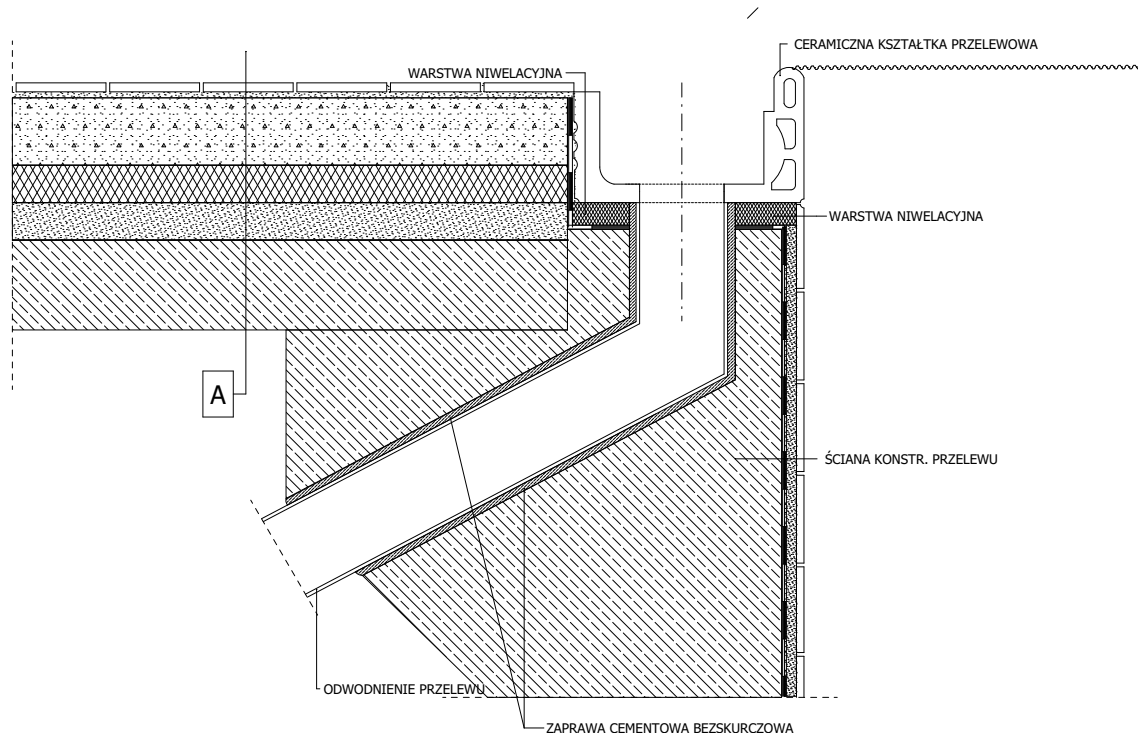 CERAMICZNA KSZTAŁTKA PRZELEWOWA
WARSTWA NIWELACYJNA
WARSTWA NIWELACYJNA
A
ŚCIANA KONSTR. PRZELEWU
ODWODNIENIE PRZELEWU
ZAPRAWA CEMENTOWA BEZSKURCZOWA